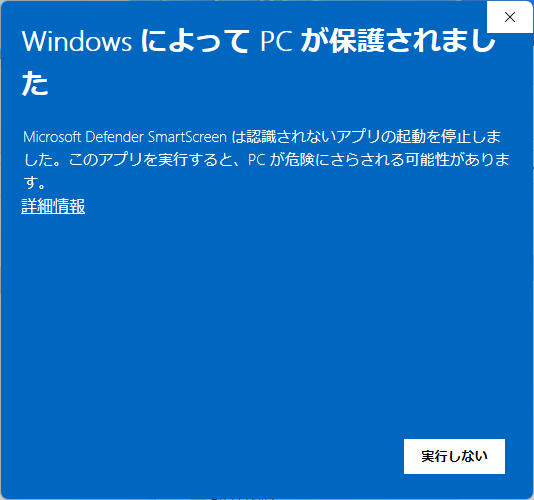 Windows によって PC が保護されまし
た
Microsoft Defender SmartScreen は認識されないアプリの起動を停止しま
した。このアプリを実行すると、PC が危険にさらされる可能性がありま
す。
詳細情報
実行しない